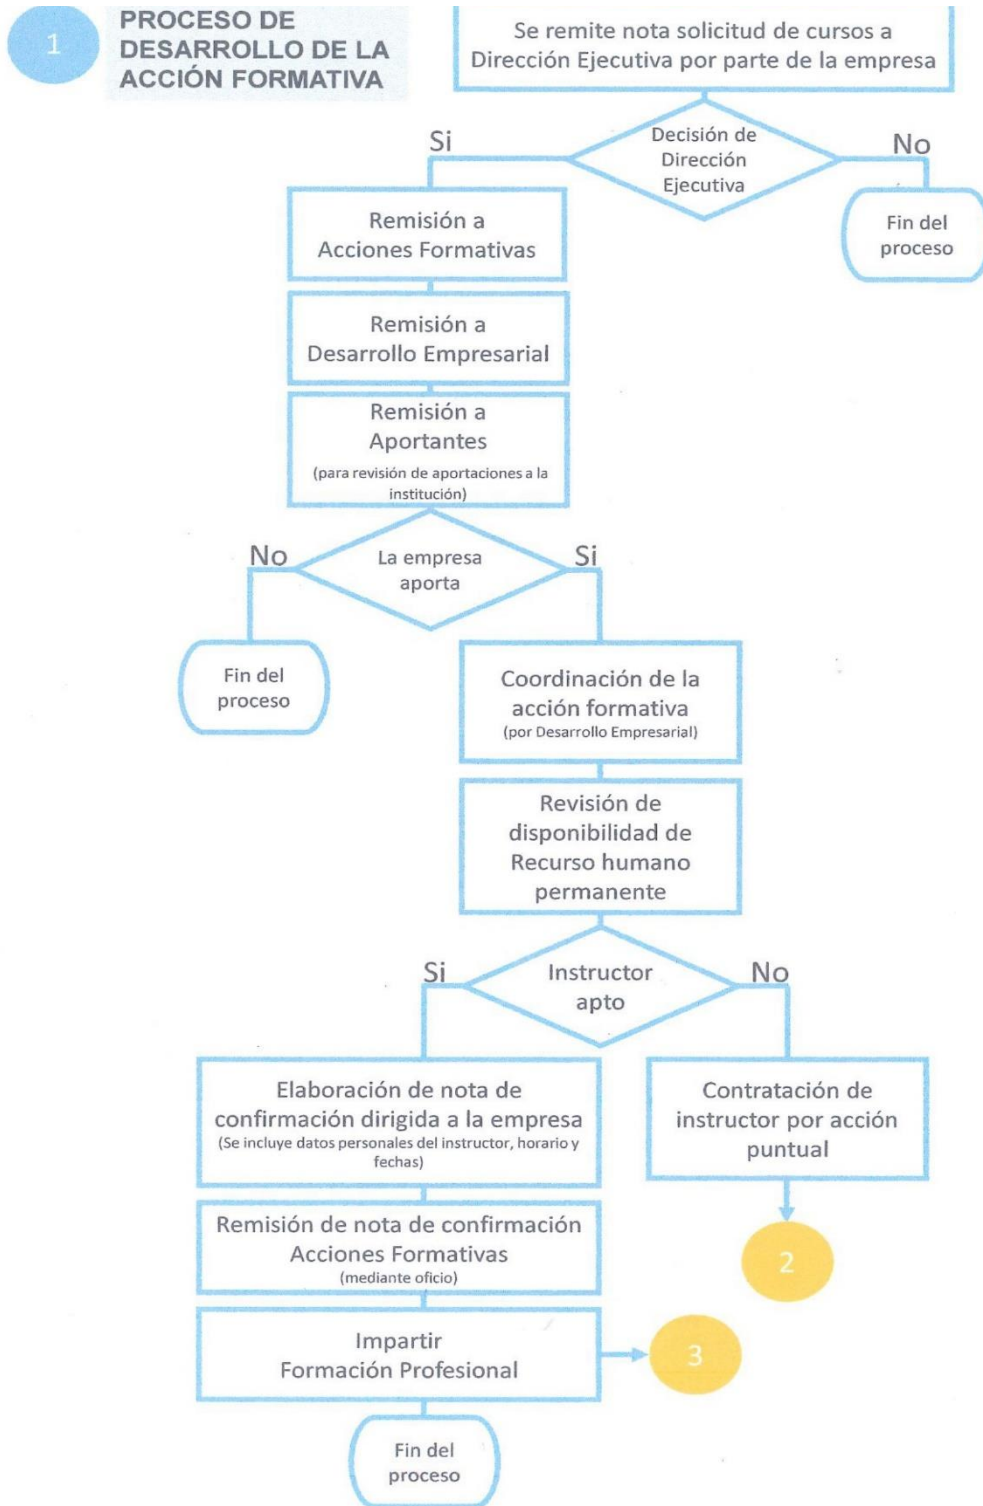 1
PROCESO DE
DESARROLLO DE LA
ACCIÓN FORMATIVA
Se remite nota solicitud de cursos a
Dirección Ejecutiva por parte de la empresa
Si
Decisión de
Dirección
Ejecutiva
No
Remisión a
Acciones Formativas
Fin del
proceso
Remisión a
Desarrollo Empresarial
Remisión a
Aportantes
(para revisión de aportaciones a la
institución)
No
La empresa
aporta
Si
Fin del
proceso
Coordinación de la
acción formativa
(por Desarrollo Empresarial)
Revisión de
disponibilidad de
Recurso humano
permanente
Si
Instructor
apto
No
Elaboración de nota de
confirmación dirigida a la empresa
(Se incluye datos personales del instructor, horario y
fechas)
Contratación de
instructor por acción
puntual
Remisión de nota de confirmación
Acciones Formativas
(mediante oficio)
2
Impartir
Formación Profesional
3
Fin del
proceso